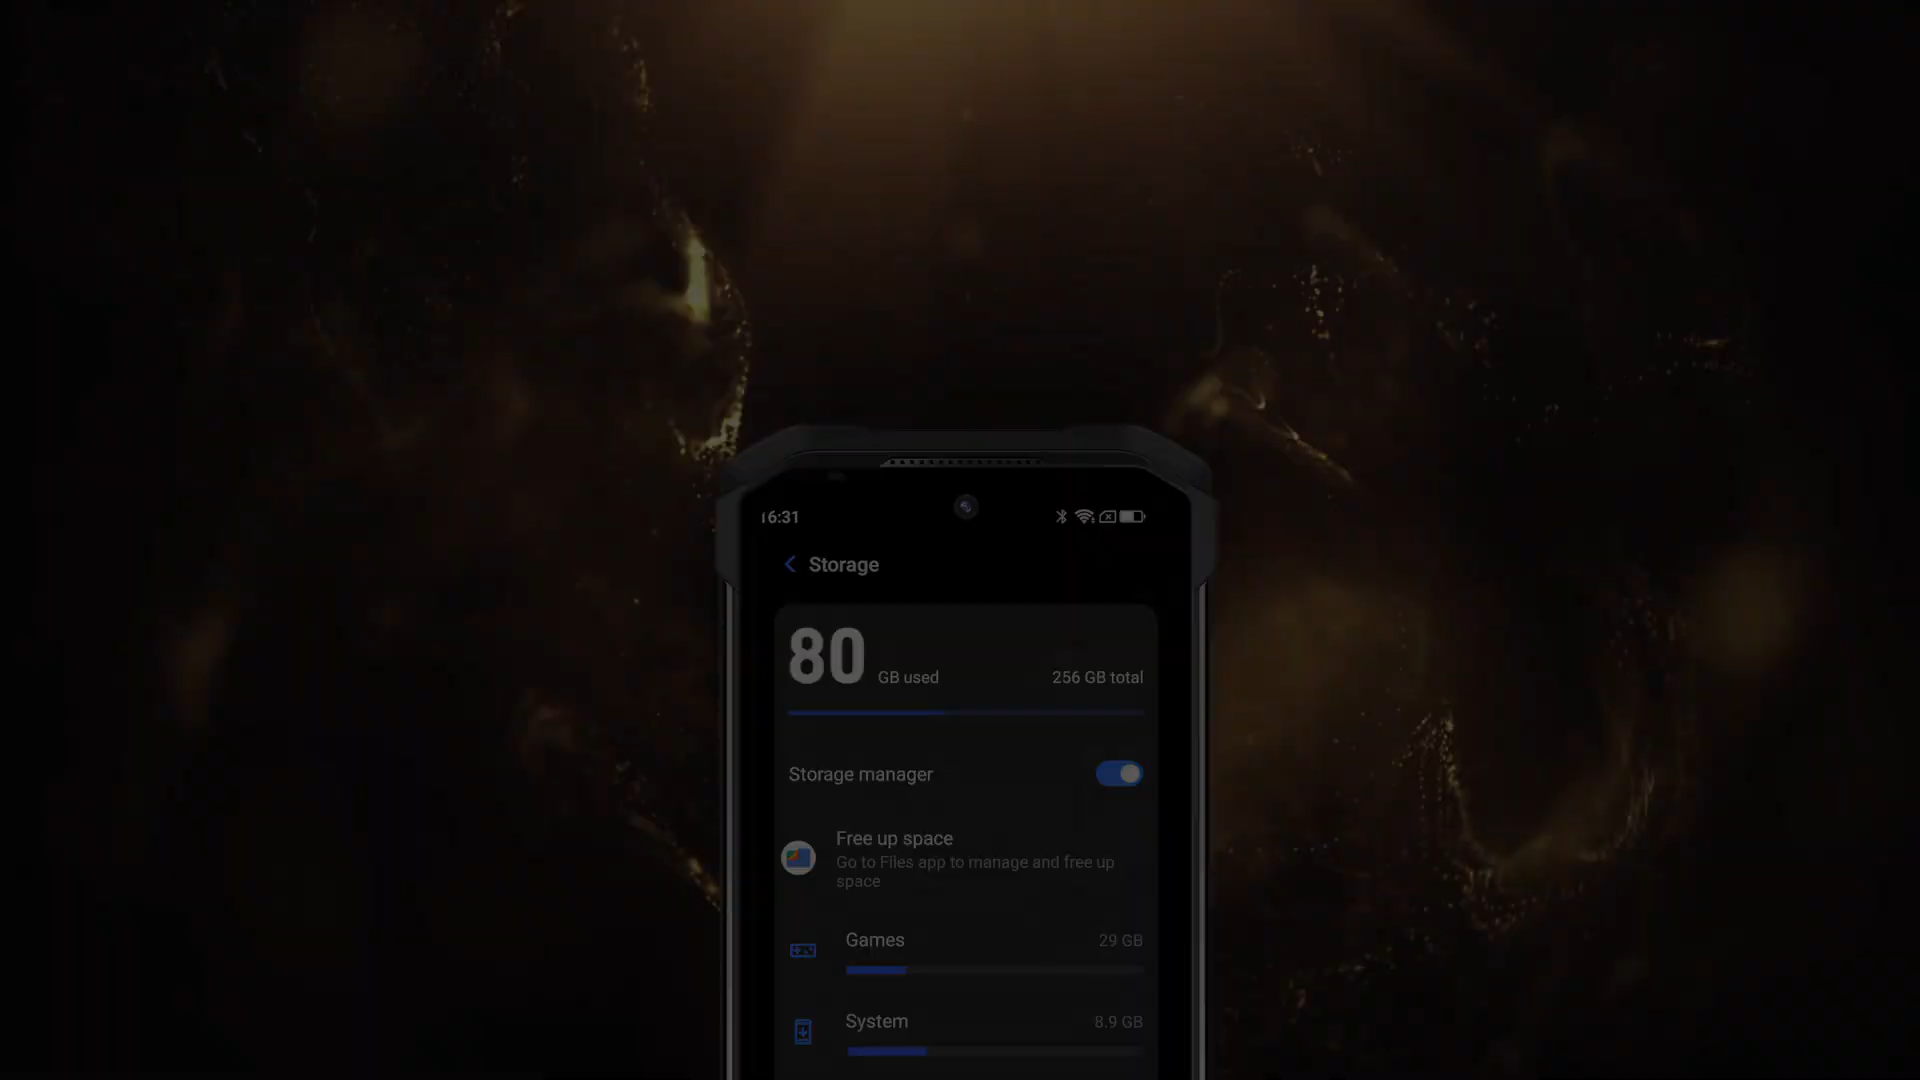 16:31
Storage
80 GB used 256 GB total
Storage manager
Free up space
Go to Files app to manage and free up
space
Games 29 GB
System 8.9 GB